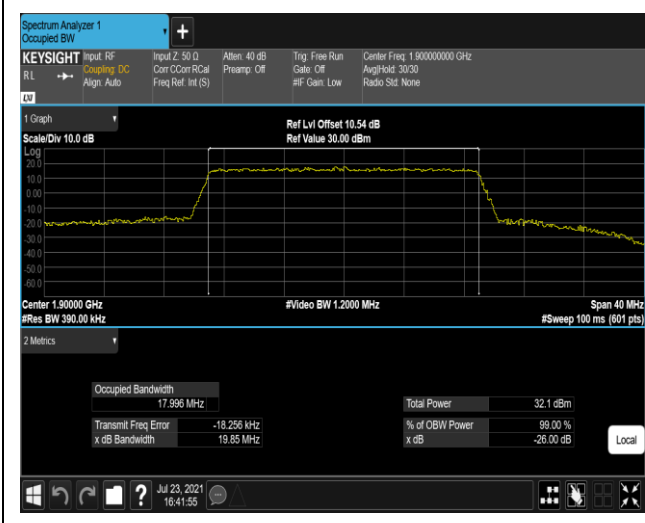 Spectrum Analyzer 1
Occupied BW
+
KEYSIGHT Input: RF Input Z: 50 Ω Atten: 40 dB Trig: Free Run Center Freq: 1.900000000 GHz
RL Coupling: DC Corr CCorr RCal Preamp: Off Gate: Off Avg|Hold: 30/30
Align: Auto Freq Ref: Int (S) #IF Gain: Low Radio Std: None
LXI
1 Graph
Ref Lvl Offset 10.54 dB
Scale/Div 10.0 dB Ref Value 30.00 dBm
Log
20.0
10.0
0.00
-10.0
-20.0
-30.0
-40.0
-50.0
-60.0
Center 1.90000 GHz #Video BW 1.2000 MHz Span 40 MHz
#Res BW 390.00 kHz #Sweep 100 ms (601 pts)
2 Metrics
Occupied Bandwidth
17.996 MHz Total Power 32.1 dBm
Transmit Freq Error -18.256 kHz % of OBW Power 99.00 %
x dB Bandwidth 19.85 MHz x dB -26.00 dB
Local
? Jul 23, 2021
16:41:55